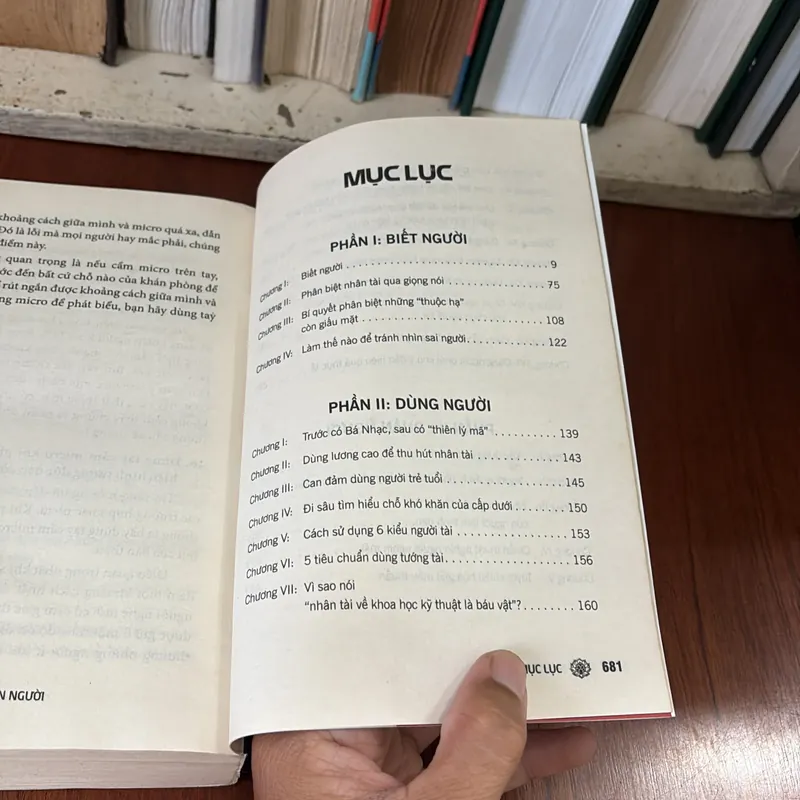 khoảng cách giữa mình và micro quá xa, dẫn
Đó là lỗi mà mọi người hay mắc phải, chúng
điểm này.
quan trọng là nếu cầm micro trên tay,
ớc đến bất cứ chỗ nào của khán phòng để
rút ngắn được khoảng cách giữa mình và
ng micro để phát biểu, bạn hãy dùng tay
N NGƯỜI
MỤC LỤC
PHẦN I: BIẾT NGƯỜI
Chương I: Biết người 9
Chương II: Phân biệt nhân tài qua giọng nói 75
Chương III: Bí quyết phân biệt những "thuộc hạ"
còn giấu mặt 108
Chương IV: Làm thế nào để tránh nhìn sai người 122
PHẦN II: DÙNG NGƯỜI
Chương I: Trước có Bá Nhạc, sau có "thiên lý mã" 139
Chương II: Dùng lương cao để thu hút nhân tài 143
Chương III: Can đảm dùng người trẻ tuổi 145
Chương IV: Đi sâu tìm hiểu chỗ khó khăn của cấp dưới 150
Chương V: Cách sử dụng 6 kiểu người tài 153
Chương VI: 5 tiêu chuẩn dùng tướng tài 156
Chương VII: Vì sao nói
"nhân tài về khoa học kỹ thuật là báu vật"? 160
MỤC LỤC 681